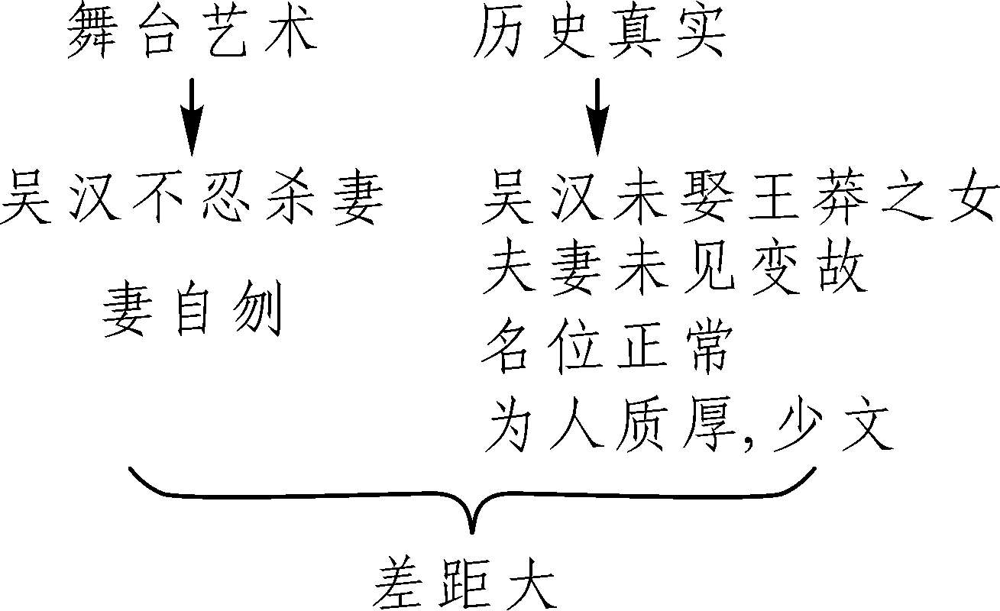 舞台艺术
历史真实
吴汉不忍杀妻
妻自刎
吴汉未娶王莽之女
夫妻未见变故
名位正常
为人质厚,少文
差距大